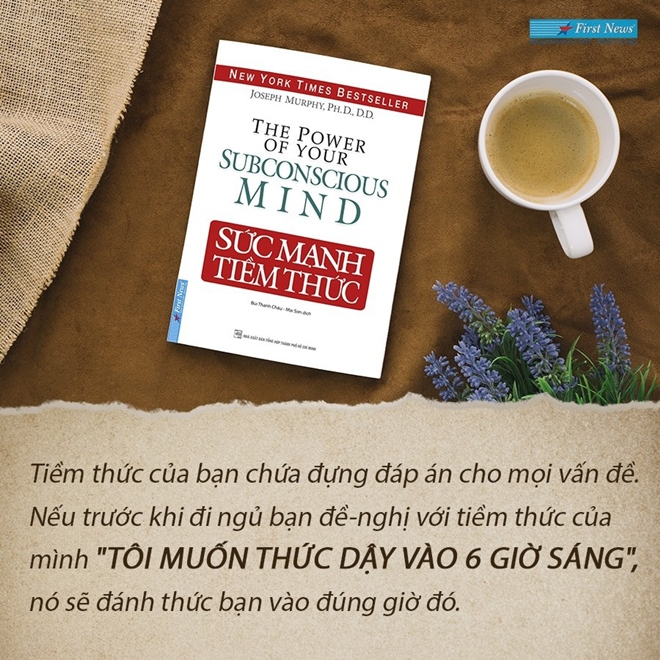 First News
NEW YORK TIMES BESTSELLER
JOSEPH MURPHY, PH.D., D.D.
THE POWER
OF YOUR
SUBCONSCIOUS
MIND
SỨC MẠNH
TIỀM THỨC
Bùi Thanh Châu - Mai Sơn dịch
First News
NHÀ XUẤT BẢN TỔNG HỢP THÀNH PHỐ HỒ CHÍ MINH
Tiềm thức của bạn chứa đựng đáp án cho mọi vấn đề.
Nếu trước khi đi ngủ bạn đề-nghị với tiềm thức của
mình "TÔI MUỐN THỨC DẬY VÀO 6 GIỜ SÁNG",
nó sẽ đánh thức bạn vào đúng giờ đó.